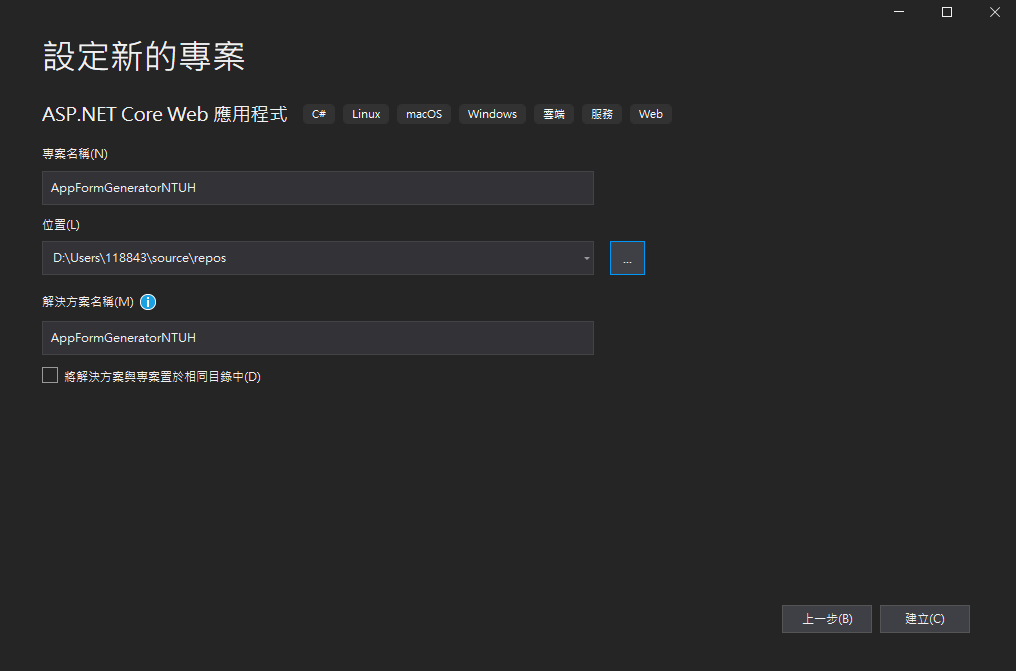 設定新的專案
ASP.NET Core Web 應用程式 C# Linux macOS Windows 雲端 服務 Web
專案名稱(N)
AppFormGeneratorNTUH
位置(L)
D:\Users\118843\source\repos ...
解決方案名稱(M) i
AppFormGeneratorNTUH
將解決方案與專案置於相同目錄中(D)
上一步(B) 建立(C)